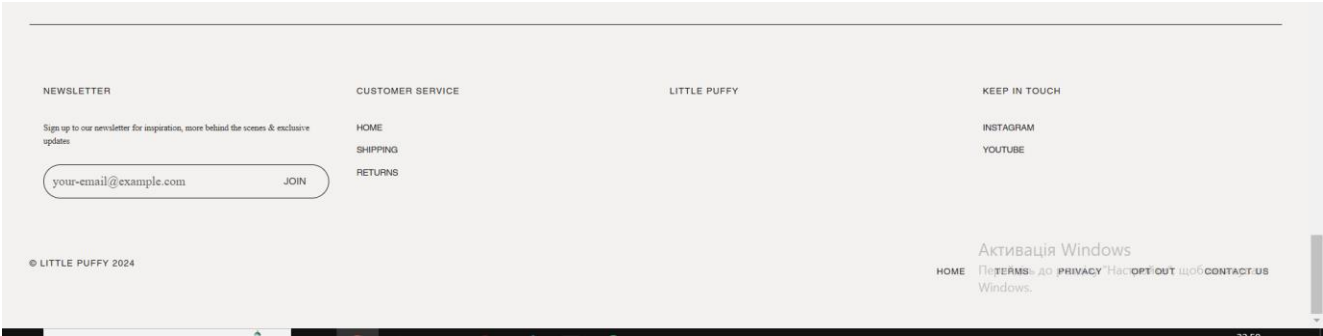 NEWSLETTER
Sign up to our newsletter for inspiration, more behind the scenes & exclusive
updates
your-email@example.com JOIN
CUSTOMER SERVICE
HOME
SHIPPING
RETURNS
LITTLE PUFFY
KEEP IN TOUCH
INSTAGRAM
YOUTUBE
© LITTLE PUFFY 2024
HOME TERMS PRIVACY OPT OUT CONTACT US
Активація Windows
до щоб
Windows.